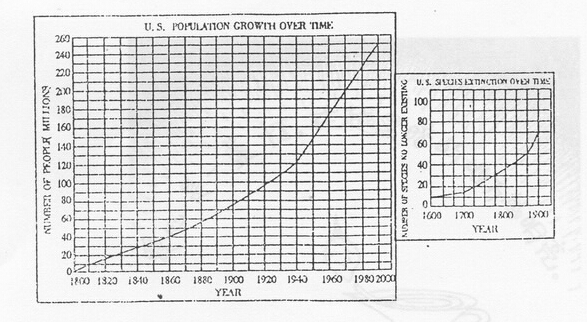 U. S. POPULATION GROWTH OVER TIME
NUMBER OF PEOPLE( MILLIONS)
260
240
220
200
180
160
140
120
100
80
60
40
20
0
1800 1820 1840 1860 1880 1900 1920 1940 1960 1980 2000
YEAR
U. S. SPECIES EXTINCTION OVER TIME
NUMBER OF SPECIES NO LONGER EXISTING
100
80
60
40
20
0
1600 1700 1800 1900
YEAR